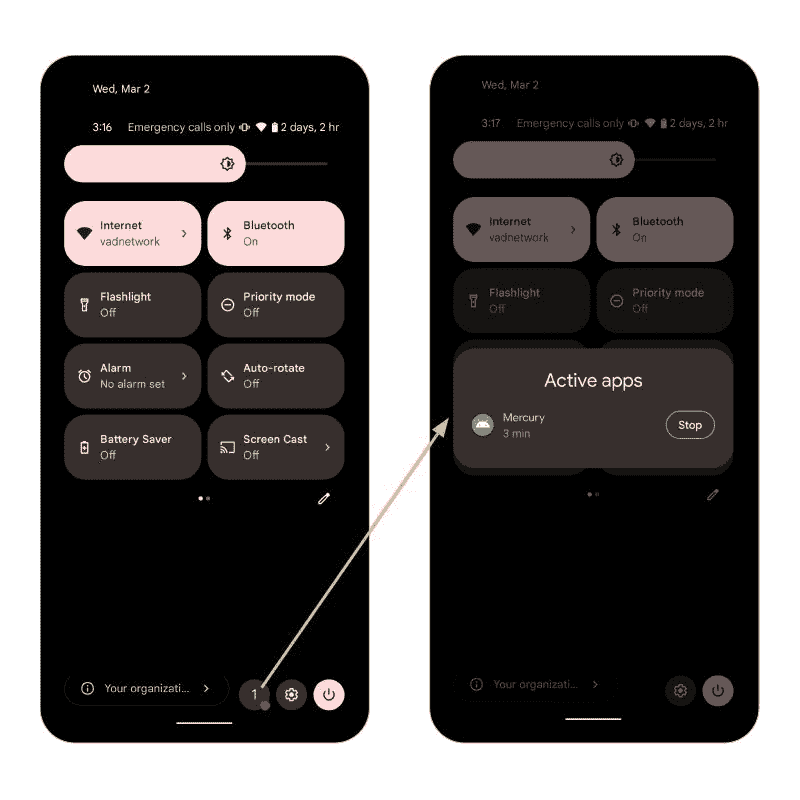 Wed, Mar 2
3:16 Emergency calls only 2 days, 2 hr
Internet
vadnetwork
Bluetooth
On
Flashlight
Off
Priority mode
Off
Alarm
No alarm set
Auto-rotate
Off
Battery Saver
Off
Screen Cast
Off
Your organizati...
1
Wed, Mar 2
3:17 Emergency calls only 2 days, 2 hr
Internet
vadnetwork
Bluetooth
On
Flashlight
Off
Priority mode
Off
Active apps
Mercury
3 min
Stop
Your organizati...